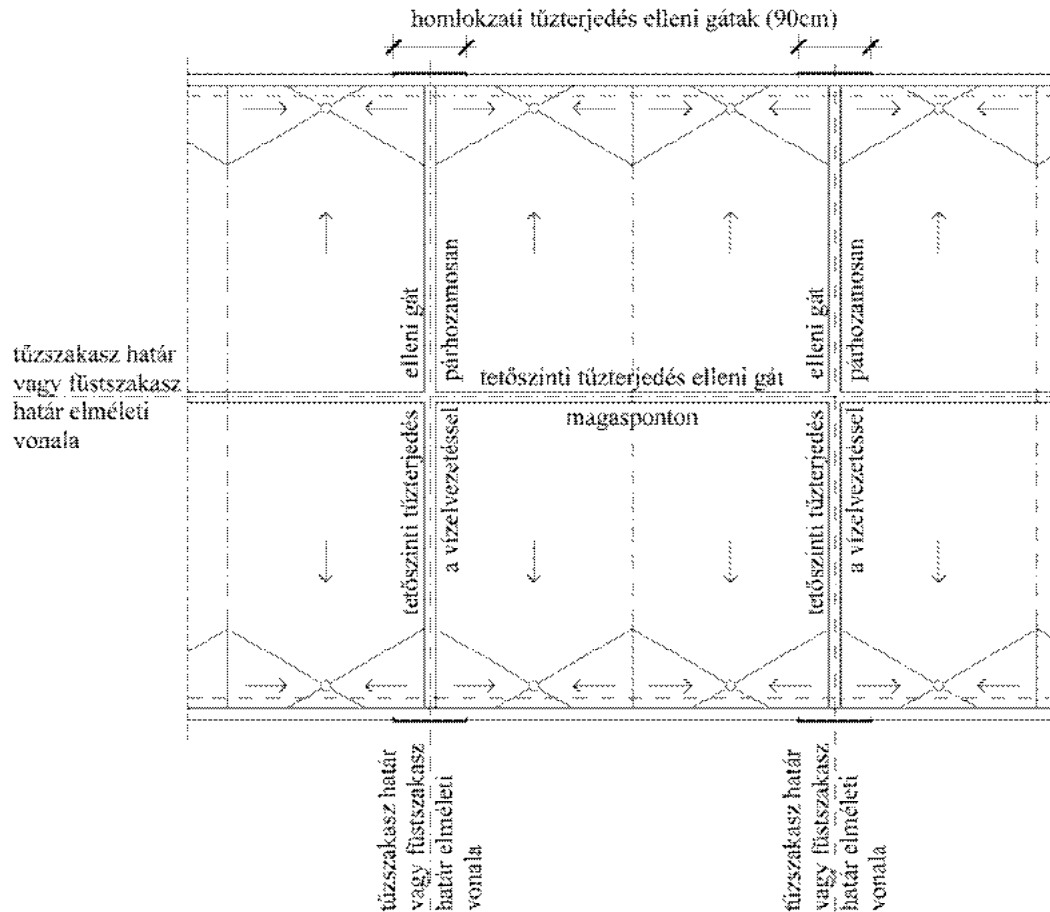 homlokzati tűzterjedés elleni gátak (90cm)
elleni gát
párhozamosan
elleni gát
párhozamosan
tűzszakasz határ
vagy füstszakasz
határ elméleti
vonala
tetőszinti tűzterjedés elleni gát
magasponton
tetőszinti tűzterjedés
a vízelvezetéssel
tetőszinti tűzterjedés
a vízelvezetéssel
tűzszakasz határ
vagy füstszakasz
határ elméleti
vonala
tűzszakasz határ
vagy füstszakasz
határ elméleti
vonala